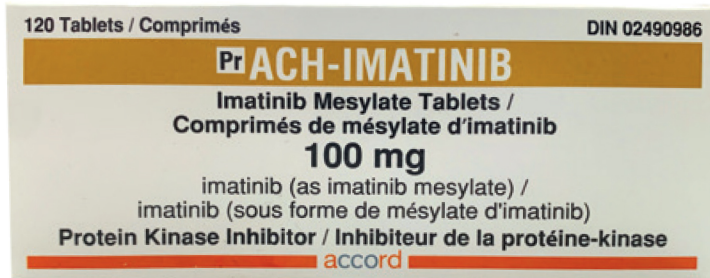 120 Tablets / Comprimés DIN 02490986
Pr ACH-IMATINIB
Imatinib Mesylate Tablets /
Comprimés de mésylate d'imatinib
100 mg
imatinib (as imatinib mesylate) /
imatinib (sous forme de mésylate d'imatinib)
Protein Kinase Inhibitor / Inhibiteur de la protéine-kinase
accord